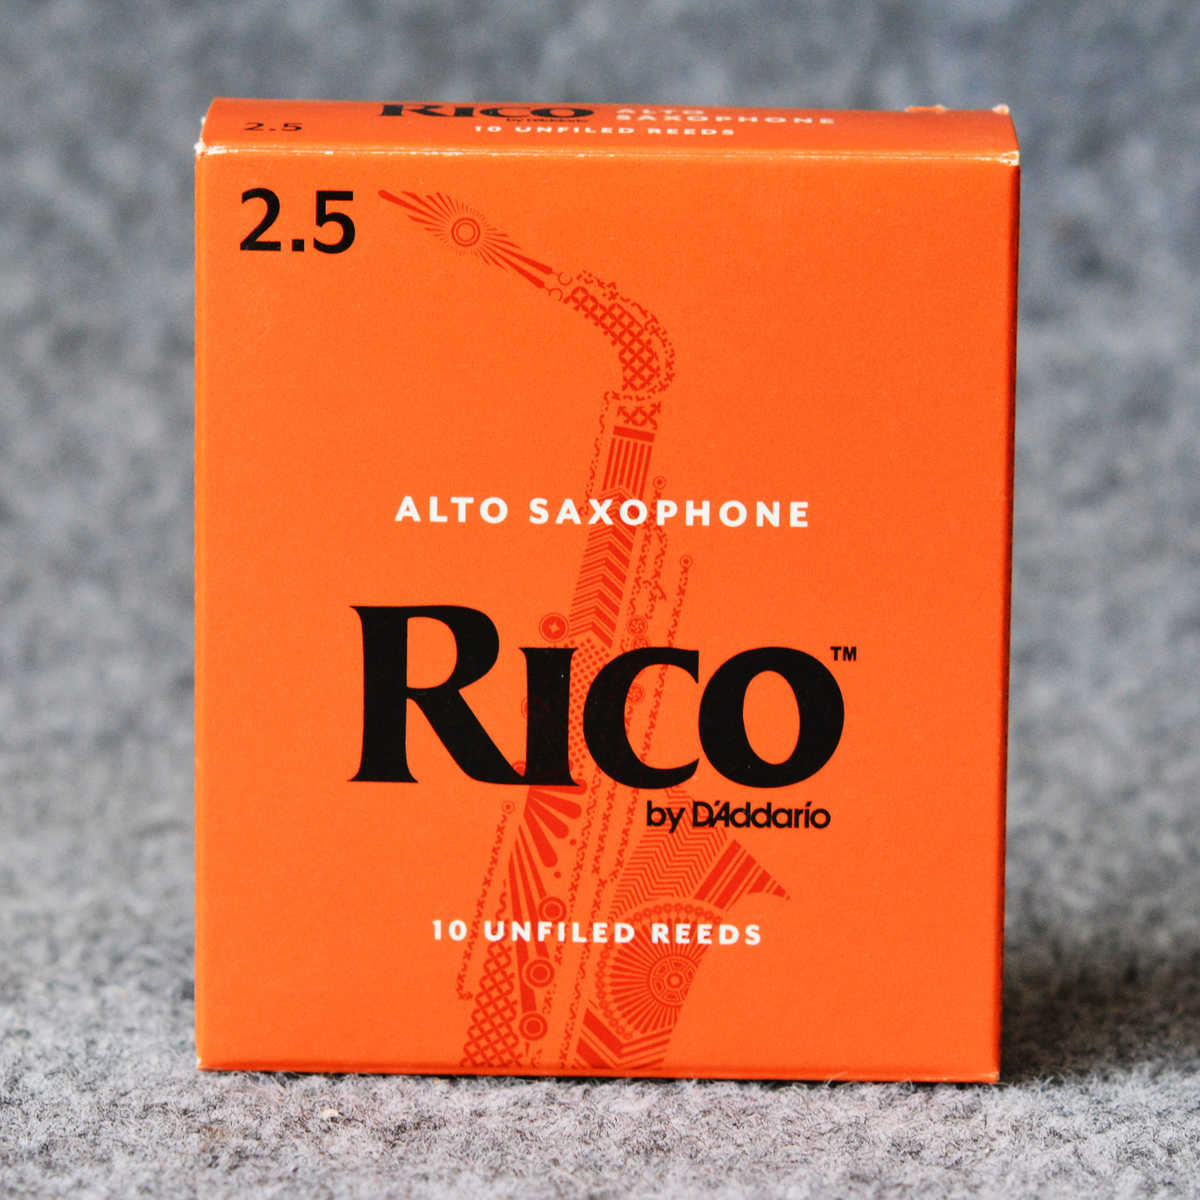 2.5
RICO
by D'Addario
ALTO
SAXOPHONE
10 UNFILED REEDS
2.5
ALTO SAXOPHONE
RICO™
by D'Addario
10 UNFILED REEDS